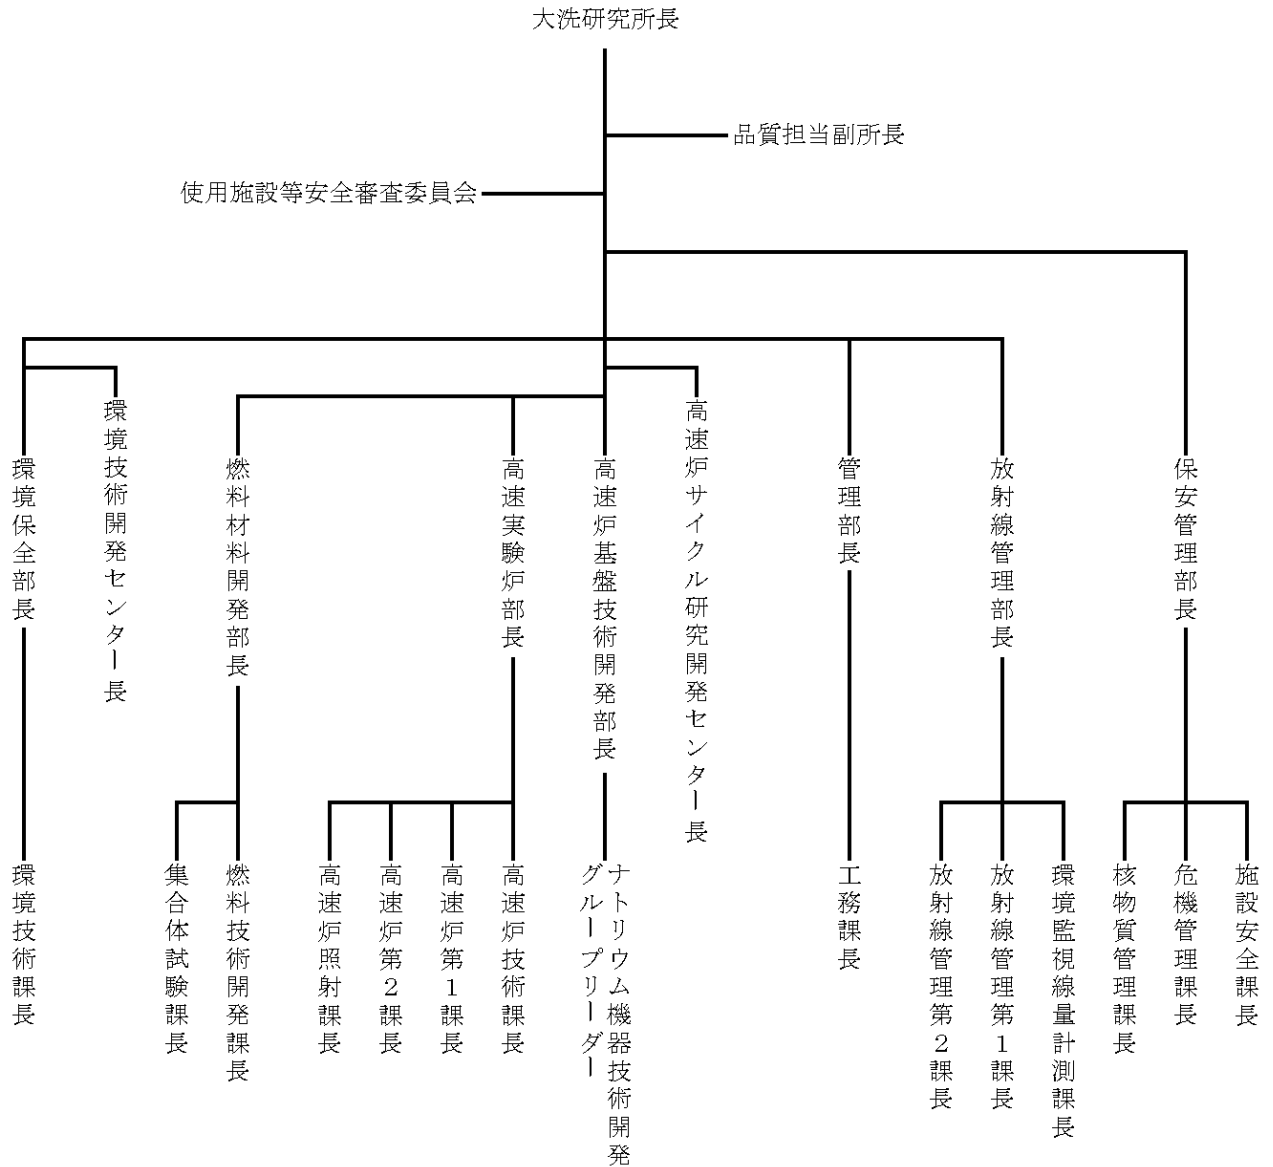 大洗研究所長
品質担当副所長
使用施設等安全審査委員会
環境保全部長
環境技術開発センター長
燃料材料開発部長
高速実験炉部長
高速炉基盤技術開発部長
高速炉サイクル研究開発センター長
管理部長
放射線管理部長
保安管理部長
環境技術課長
集合体試験課長
燃料技術開発課長
高速炉照射課長
高速炉第2課長
高速炉第1課長
高速炉技術課長
ナトリウム機器技術開発
グループリーダー
工務課長
放射線管理第2課長
放射線管理第1課長
環境監視線量計測課長
核物質管理課長
危機管理課長
施設安全課長